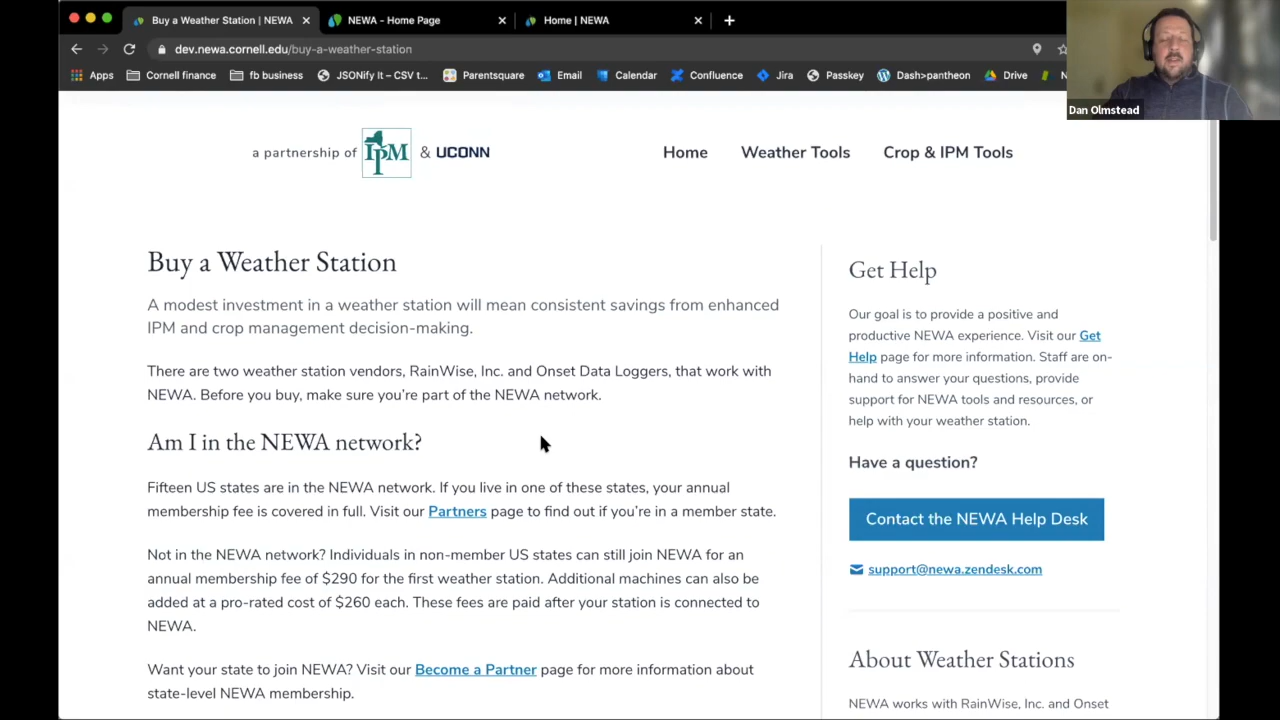 Buy a Weather Station | NEWA
NEWA - Home Page
Home | NEWA
dev.newa.cornell.edu/buy-a-weather-station
Apps
Cornell finance
fb business
JSONify It – CSV t...
Parentsquare
Email
Calendar
Confluence
Jira
Passkey
Dash>pantheon
Drive
N
Dan Olmstead
a partnership of IPM & UCONN
Home
Weather Tools
Crop & IPM Tools
Buy a Weather Station
A modest investment in a weather station will mean consistent savings from enhanced
IPM and crop management decision-making.
There are two weather station vendors, RainWise, Inc. and Onset Data Loggers, that work with
NEWA. Before you buy, make sure you're part of the NEWA network.
Am I in the NEWA network?
Fifteen US states are in the NEWA network. If you live in one of these states, your annual
membership fee is covered in full. Visit our Partners page to find out if you're in a member state.
Not in the NEWA network? Individuals in non-member US states can still join NEWA for an
annual membership fee of $290 for the first weather station. Additional machines can also be
added at a pro-rated cost of $260 each. These fees are paid after your station is connected to
NEWA.
Want your state to join NEWA? Visit our Become a Partner page for more information about
state-level NEWA membership.
Get Help
Our goal is to provide a positive and
productive NEWA experience. Visit our Get
Help page for more information. Staff are on-
hand to answer your questions, provide
support for NEWA tools and resources, or
help with your weather station.
Have a question?
Contact the NEWA Help Desk
support@newa.zendesk.com
About Weather Stations
NEWA works with RainWise, Inc. and Onset